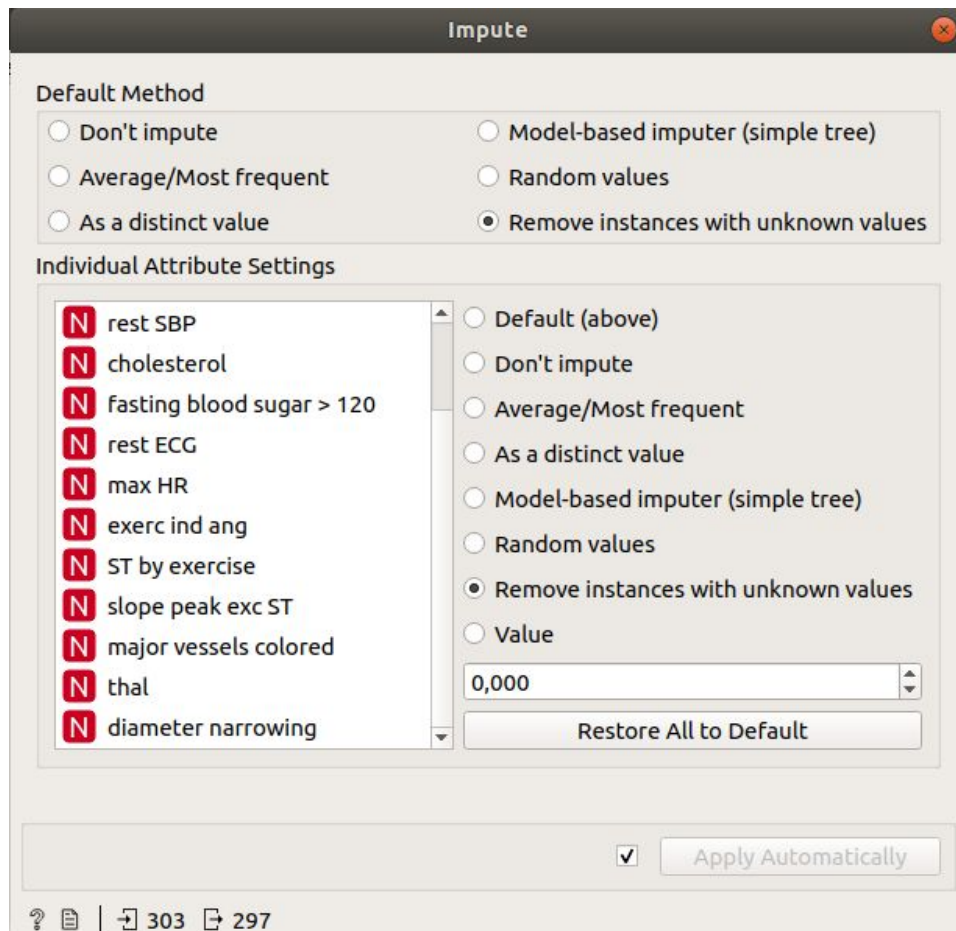 Impute
Default Method
Don't impute
Model-based imputer (simple tree)
Average/Most frequent
Random values
As a distinct value
Remove instances with unknown values
Individual Attribute Settings
N rest SBP
N cholesterol
N fasting blood sugar > 120
N rest ECG
N max HR
N exerc ind ang
N ST by exercise
N slope peak exc ST
N major vessels colored
N thal
N diameter narrowing
Default (above)
Don't impute
Average/Most frequent
As a distinct value
Model-based imputer (simple tree)
Random values
Remove instances with unknown values
Value
0,000
Restore All to Default
Apply Automatically
? 303 297